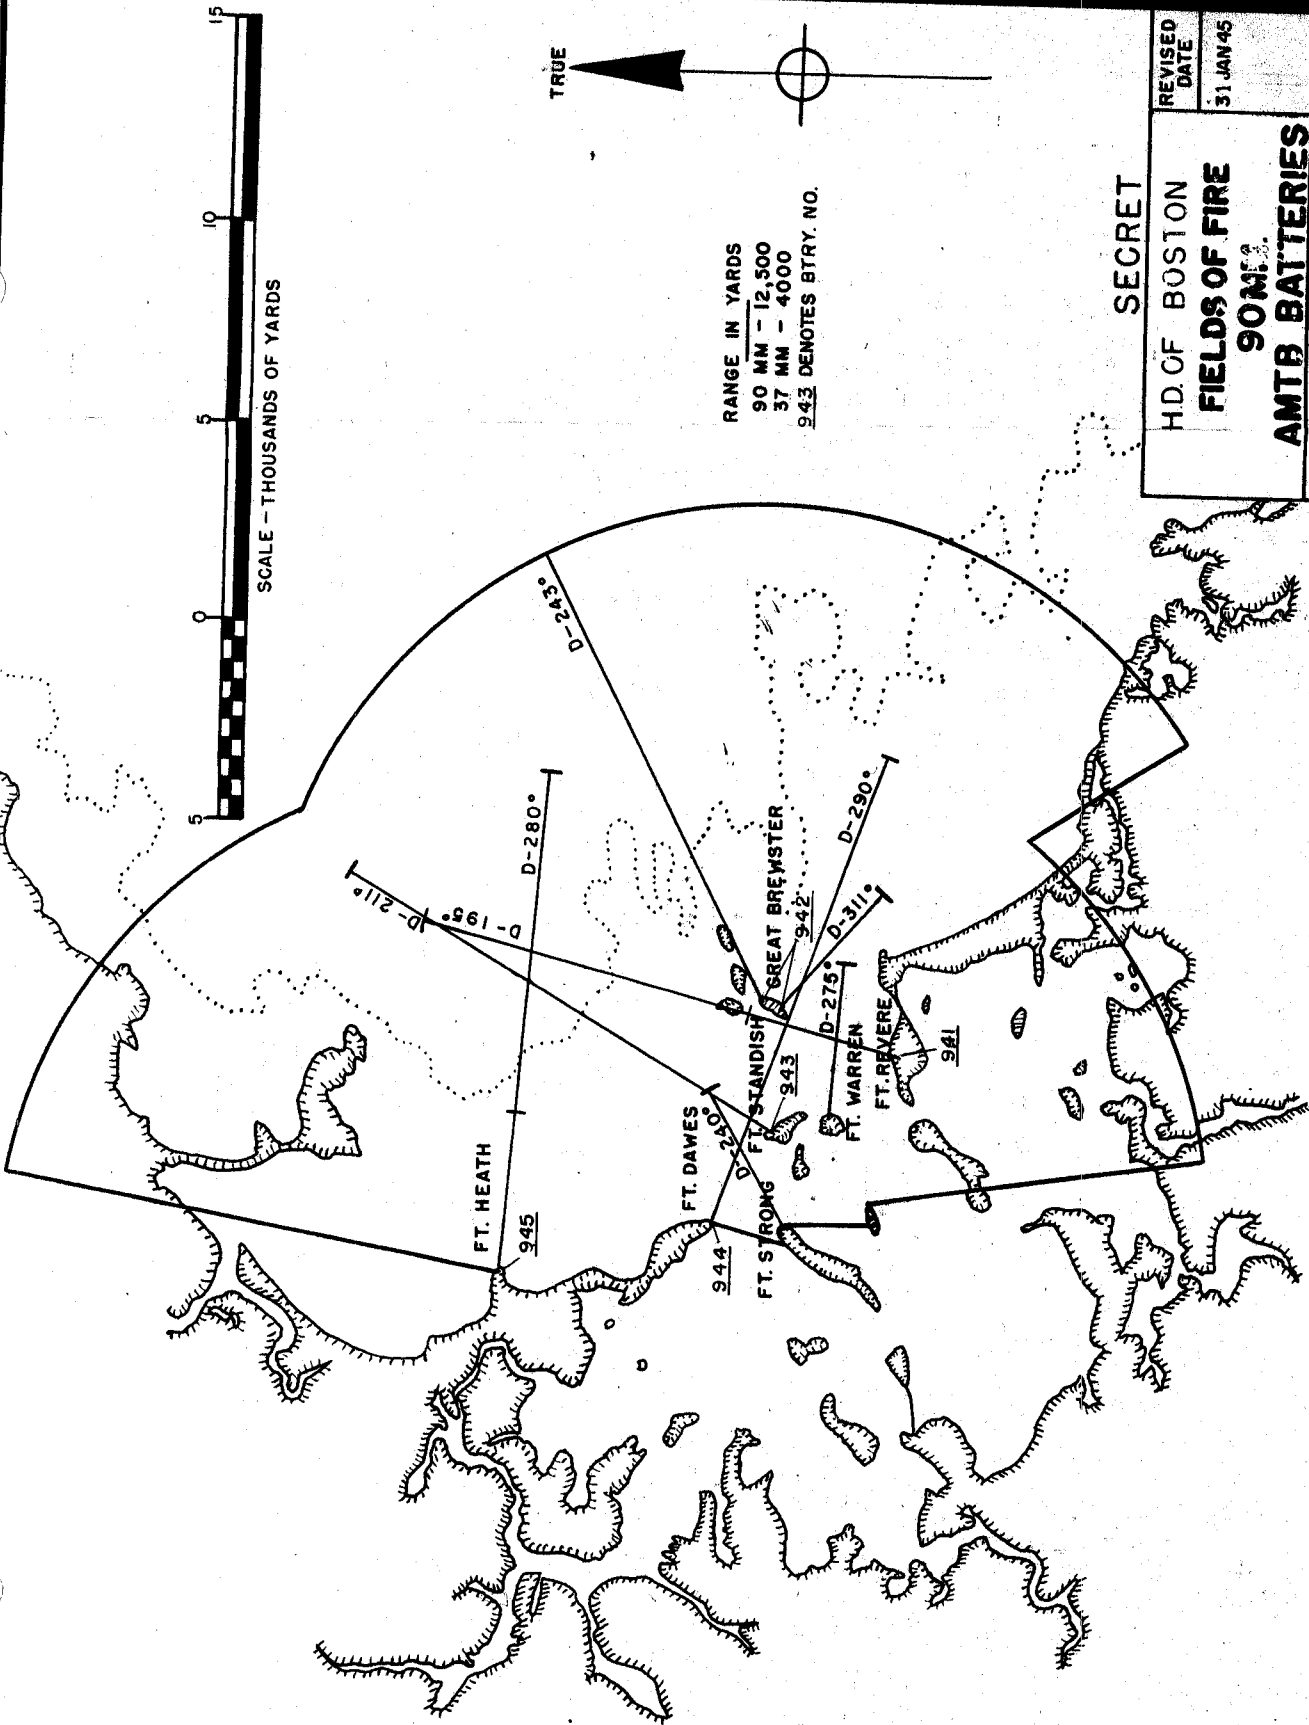 15
10
5
0
5
SCALE – THOUSANDS OF YARDS
TRUE
RANGE IN YARDS
90 MM – 12,500
37 MM – 4000
943 DENOTES BTRY. NO.
SECRET
H.D. OF BOSTON
FIELDS OF FIRE
90 MM.
AMTB BATTERIES
REVISED
DATE
31 JAN 45
D-243°
D-280°
D-211°
D-195°
D-290°
D-311°
D-275°
D-240°
GREAT BREWSTER
942
FT. STANDISH
943
FT. WARREN
FT. REVERE
941
FT. DAWES
944
FT. STRONG
FT. HEATH
945